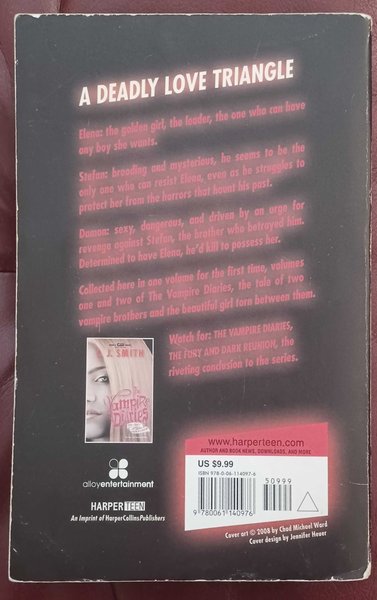 A DEADLY LOVE TRIANGLE
Elena: the golden girl, the leader, the one who can have
any boy she wants.
Stefan: brooding and mysterious, he seems to be the
only one who can resist Elena, even as he struggles to
protect her from the horrors that haunt his past.
Damon: sexy, dangerous, and driven by an urge for
revenge against Stefan, the brother who betrayed him.
Determined to have Elena, he'd kill to possess her.
Collected here in one volume for the first time, volumes
one and two of The Vampire Diaries, the tale of two
vampire brothers and the beautiful girl torn between them.
Watch for: THE VAMPIRE DIARIES,
THE FURY AND DARK REUNION, the
riveting conclusion to the series.
L.J. SMITH
The
Vampire
Diaries
www.harperteen.com
AUTHOR AND BOOK NEWS, DOWNLOADS, AND MORE
US $9.99
ISBN 978-0-06-114097-6
50999
9 780061 140976
alloyentertainment
HARPERTEEN
An Imprint of HarperCollinsPublishers
Cover art © 2008 by Chad Michael Ward
Cover design by Jennifer Heuer